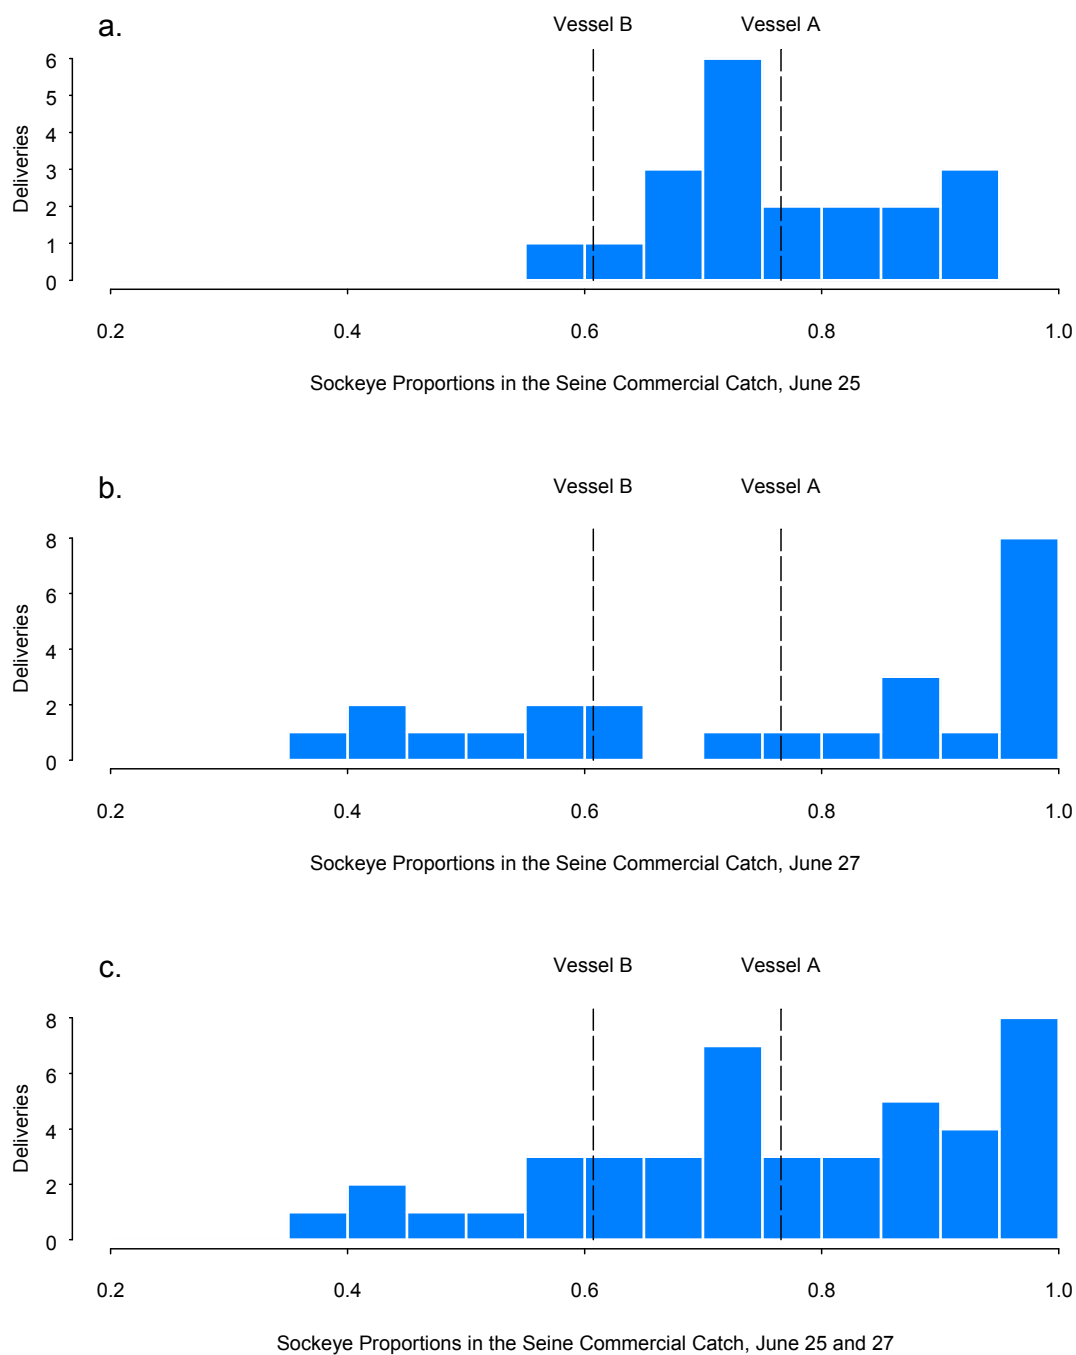 a.
Vessel B Vessel A
6
5
4
3
2
1
0
Deliveries
0.2 0.4 0.6 0.8 1.0
Sockeye Proportions in the Seine Commercial Catch, June 25
b.
Vessel B Vessel A
8
6
4
2
0
Deliveries
0.2 0.4 0.6 0.8 1.0
Sockeye Proportions in the Seine Commercial Catch, June 27
c.
Vessel B Vessel A
8
6
4
2
0
Deliveries
0.2 0.4 0.6 0.8 1.0
Sockeye Proportions in the Seine Commercial Catch, June 25 and 27